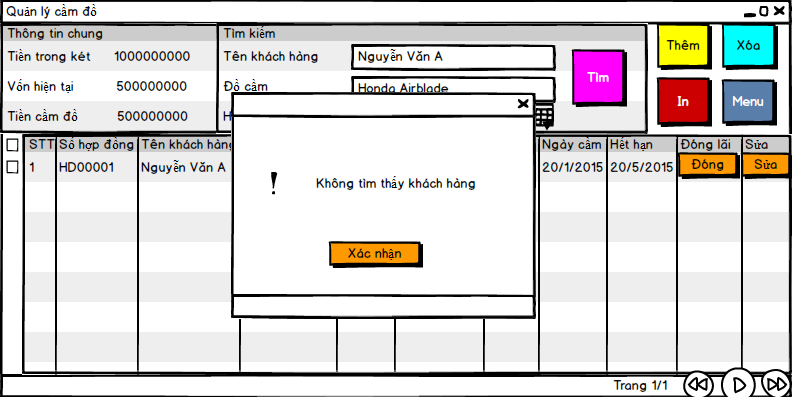 Quản lý cầm đồ
Thông tin chung
Tìm kiếm
Tiền trong két 1000000000
Tên khách hàng Nguyễn Văn A
Vốn hiện tại 500000000
Đồ cầm Honda Airblade
Tiền cầm đồ 500000000
H
Tìm
Thêm
Xóa
In
Menu
STT Số hợp đồng Tên khách hàng Ngày cầm Hết hạn Đóng lãi Sửa
1 HD00001 Nguyễn Văn A 20/1/2015 20/5/2015 Đóng Sửa
!
Không tìm thấy khách hàng
Xác nhận
Trang 1/1